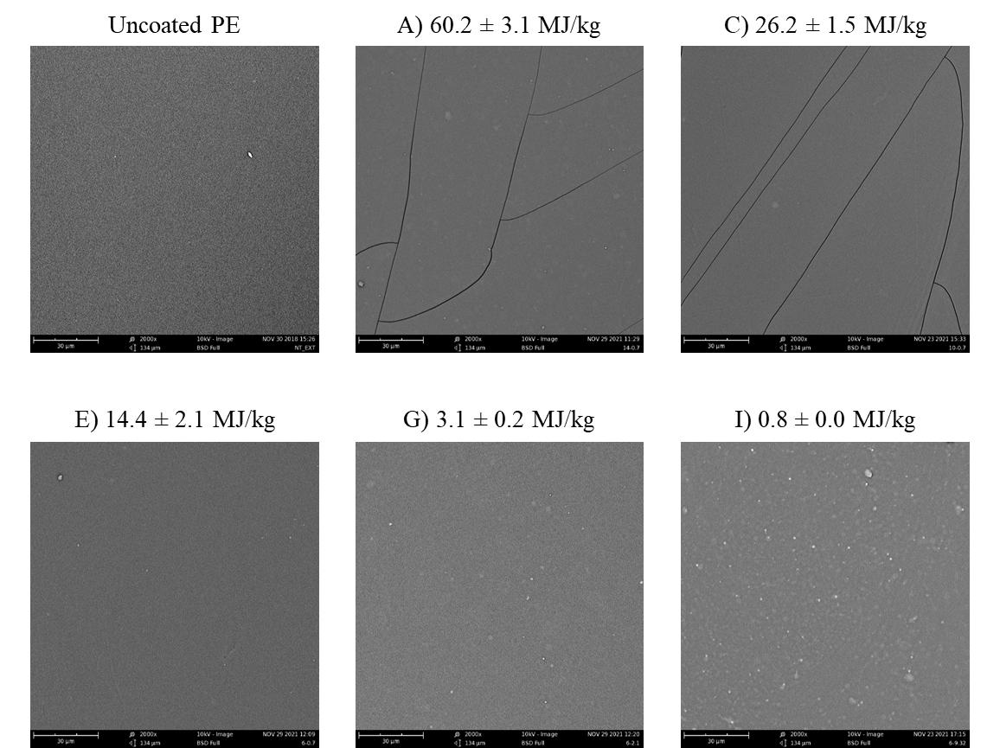 Uncoated PE
A) 60.2 ± 3.1 MJ/kg
C) 26.2 ± 1.5 MJ/kg
30 µm
2000x
134 µm
10kV - Image
BSD Full
NOV 30 2018 15:26
NT_EXT
30 µm
2000x
134 µm
10kV - Image
BSD Full
NOV 29 2021 11:29
14-0.7
30 µm
2000x
134 µm
10kV - Image
BSD Full
NOV 23 2021 15:33
10-0.7
E) 14.4 ± 2.1 MJ/kg
G) 3.1 ± 0.2 MJ/kg
I) 0.8 ± 0.0 MJ/kg
30 µm
2000x
134 µm
10kV - Image
BSD Full
NOV 29 2021 12:09
6-0.7
30 µm
2000x
134 µm
10kV - Image
BSD Full
NOV 29 2021 12:20
6-2.1
30 µm
2000x
134 µm
10kV - Image
BSD Full
NOV 23 2021 17:15
6-9.32